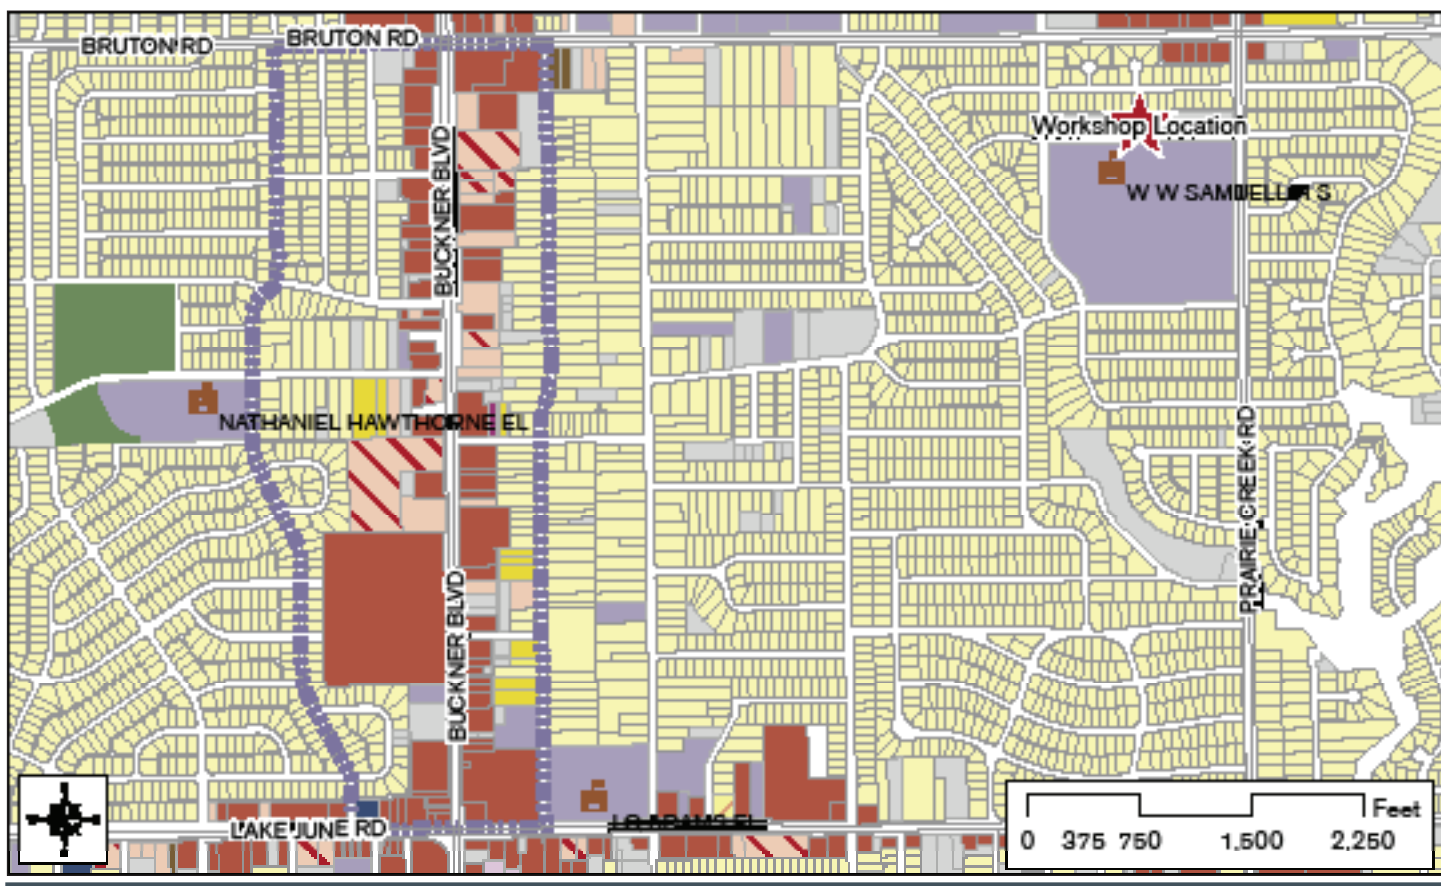 BRUTON RD
BRUTON RD
Workshop Location
BUCKNER BLVD
W W SAMUELL H S
NATHANIEL HAWTHORNE EL
PRAIRIE CREEK RD
BUCKNER BLVD
LAKE JUNE RD
Feet
0 375 750 1,500 2,250